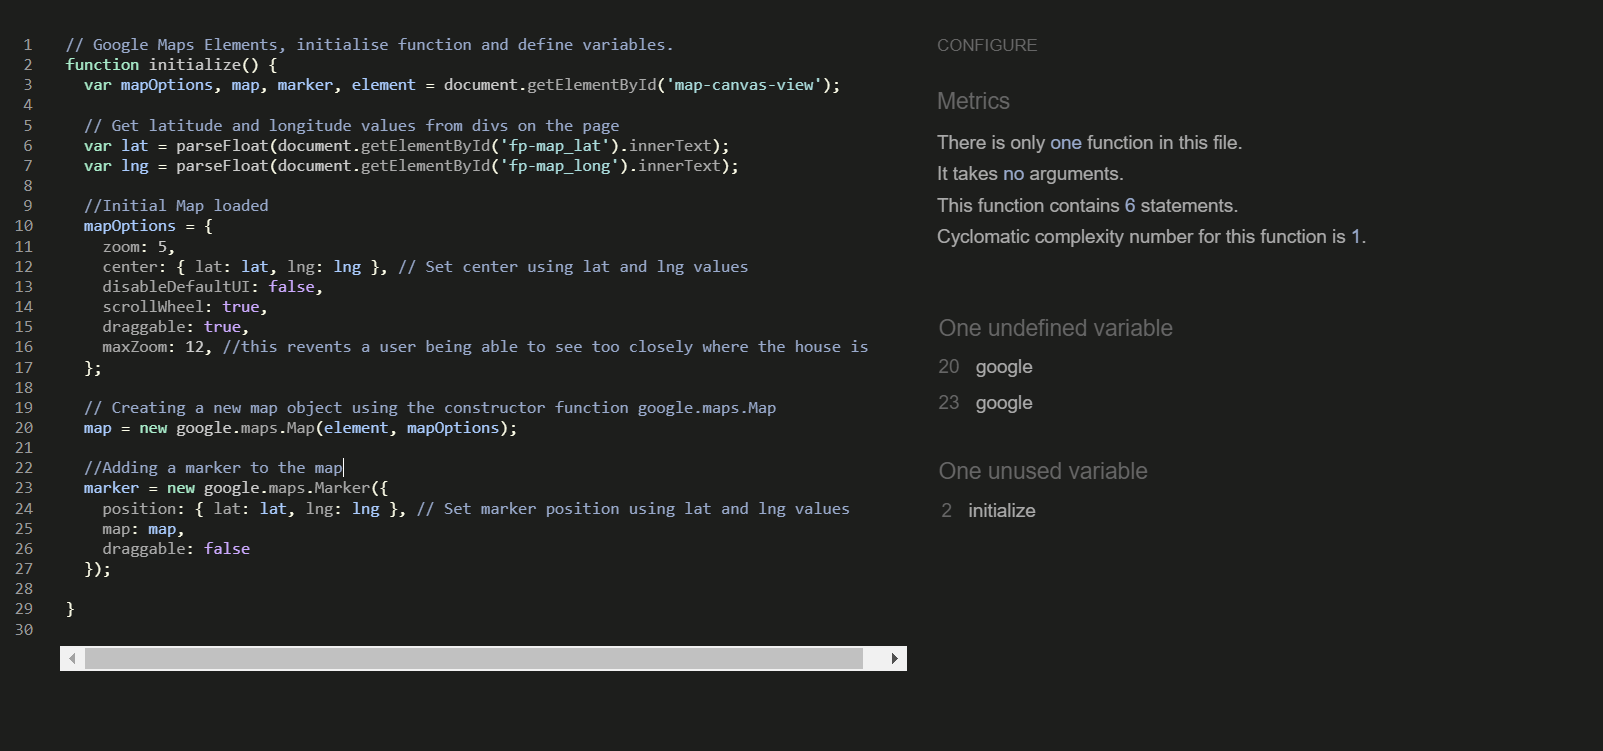 1 // Google Maps Elements, initialise function and define variables.
2 function initialize() {
3 var mapOptions, map, marker, element = document.getElementById('map-canvas-view');
4
5 // Get latitude and longitude values from divs on the page
6 var lat = parseFloat(document.getElementById('fp-map_lat').innerText);
7 var lng = parseFloat(document.getElementById('fp-map_long').innerText);
8
9 //Initial Map loaded
10 mapOptions = {
11 zoom: 5,
12 center: { lat: lat, lng: lng }, // Set center using lat and lng values
13 disableDefaultUI: false,
14 scrollWheel: true,
15 draggable: true,
16 maxZoom: 12, //this revents a user being able to see too closely where the house is
17 };
18
19 // Creating a new map object using the constructor function google.maps.Map
20 map = new google.maps.Map(element, mapOptions);
21
22 //Adding a marker to the map
23 marker = new google.maps.Marker({
24 position: { lat: lat, lng: lng }, // Set marker position using lat and lng values
25 map: map,
26 draggable: false
27 });
28
29 }
30
CONFIGURE
Metrics
There is only one function in this file.
It takes no arguments.
This function contains 6 statements.
Cyclomatic complexity number for this function is 1.
One undefined variable
20 google
23 google
One unused variable
2 initialize